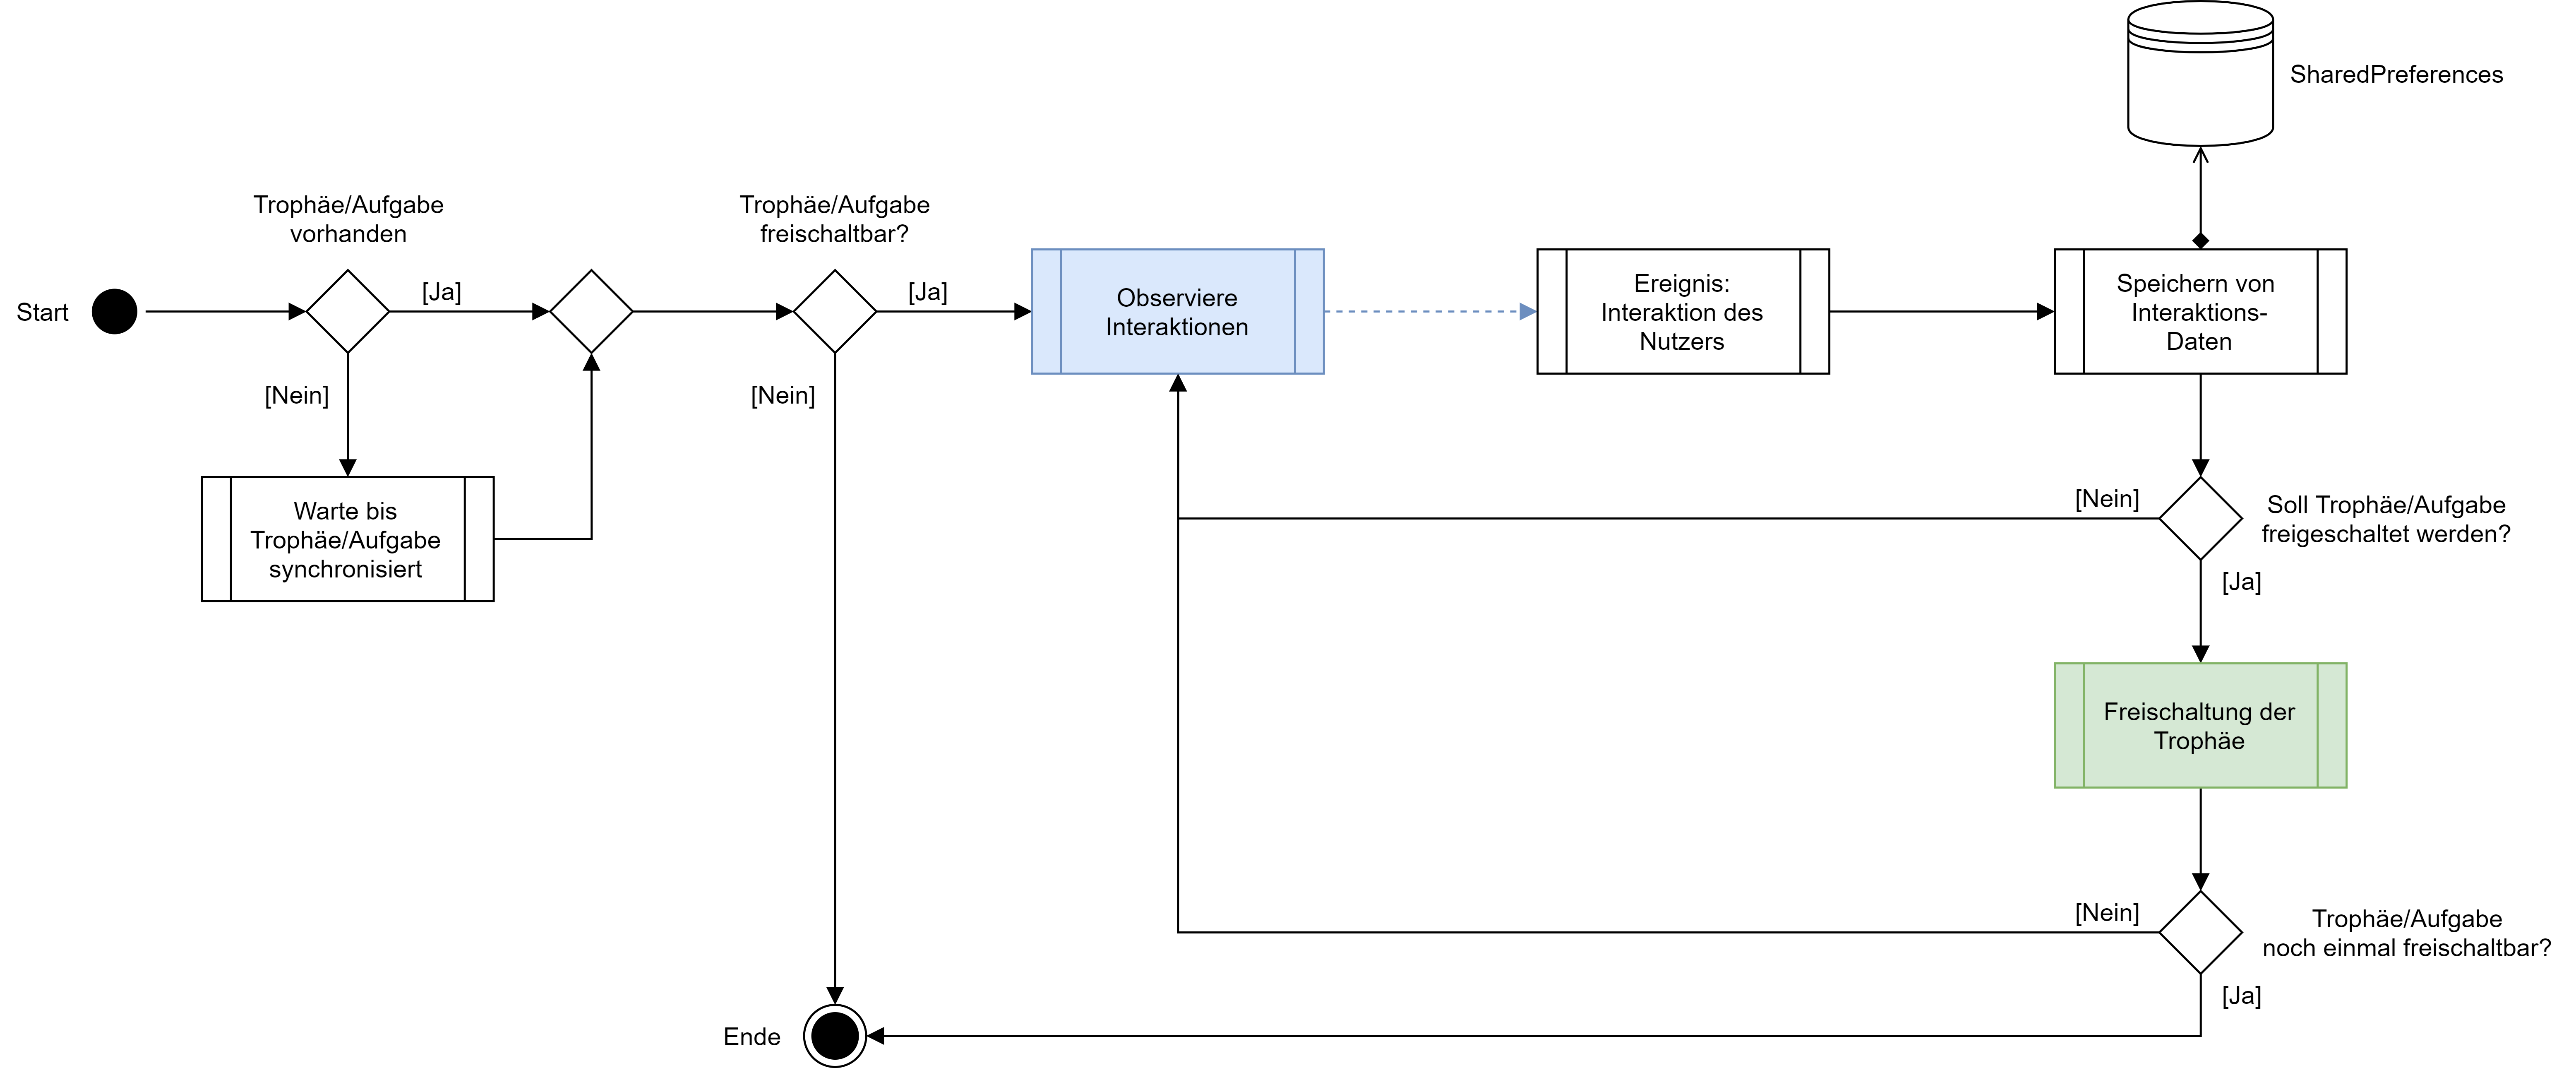 SharedPreferences
Trophäe/Aufgabe
vorhanden
Trophäe/Aufgabe
freischaltbar?
Start
[Ja]
[Ja]
Observiere
Interaktionen
Ereignis:
Interaktion des
Nutzers
Speichern von
Interaktions-
Daten
[Nein]
[Nein]
Warte bis
Trophäe/Aufgabe
synchronisiert
[Nein]
Soll Trophäe/Aufgabe
freigeschaltet werden?
[Ja]
Freischaltung der
Trophäe
[Nein]
Trophäe/Aufgabe
noch einmal freischaltbar?
[Ja]
Ende